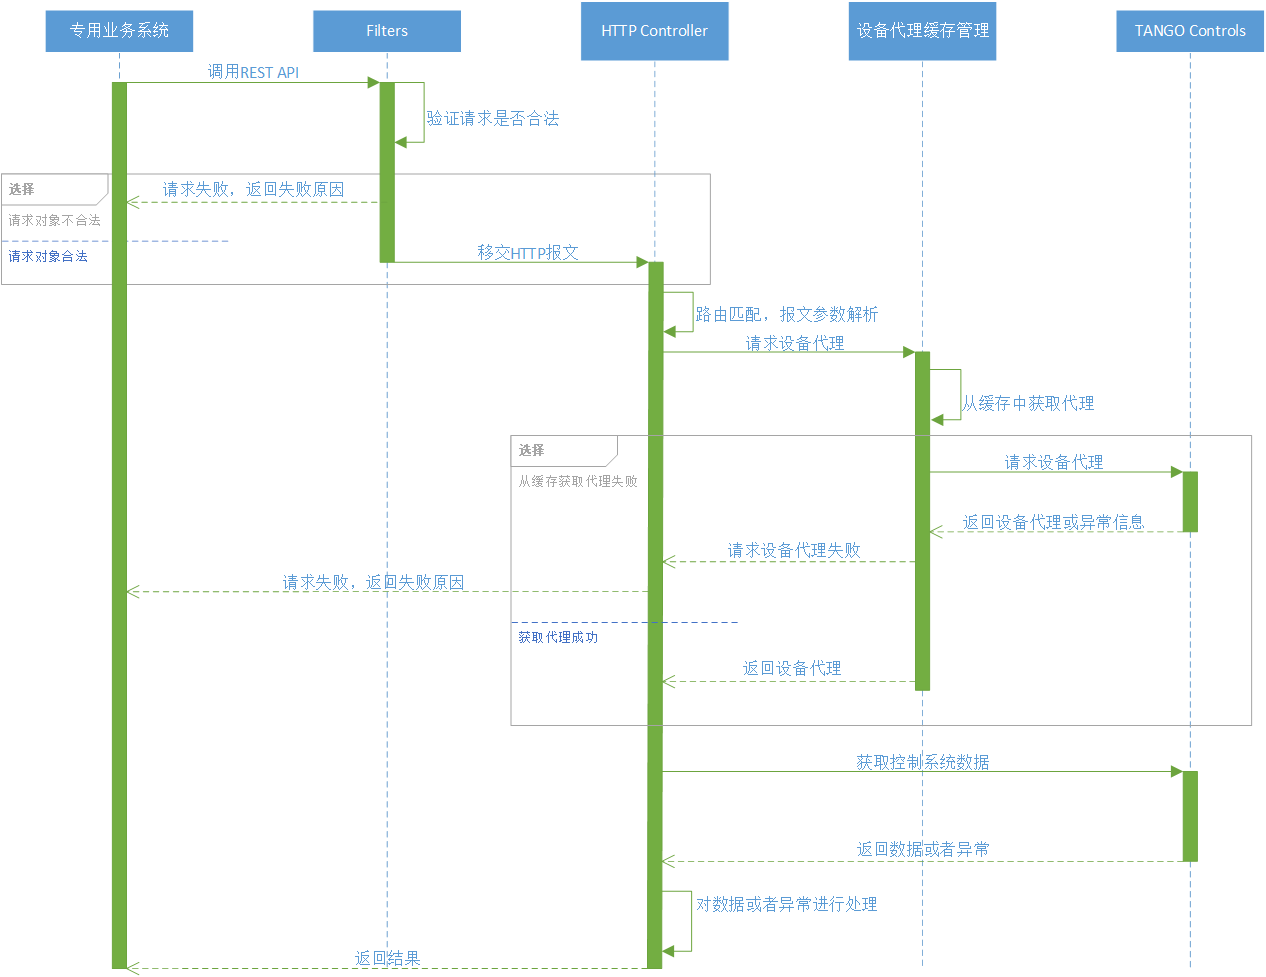 专用业务系统
Filters
HTTP Controller
设备代理缓存管理
TANGO Controls
调用REST API
验证请求是否合法
选择
请求失败，返回失败原因
请求对象不合法
请求对象合法
移交HTTP报文
路由匹配，报文参数解析
请求设备代理
从缓存中获取代理
选择
请求设备代理
从缓存获取代理失败
返回设备代理或异常信息
请求设备代理失败
请求失败，返回失败原因
获取代理成功
返回设备代理
获取控制系统数据
返回数据或者异常
对数据或者异常进行处理
返回结果